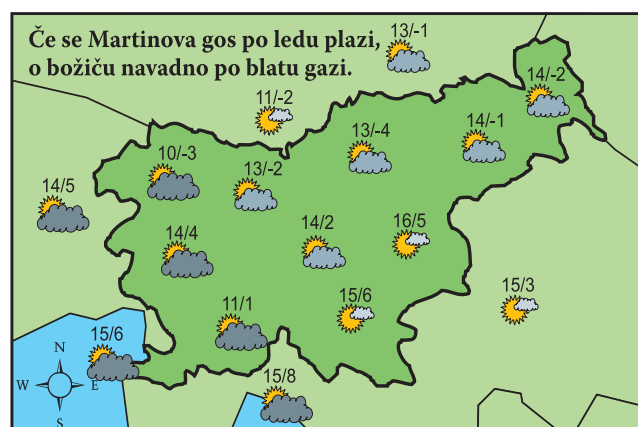 Če se Martinova gos po ledu plazi,
o božiču navadno po blatu gazi.
13/-1
14/-2
11/-2
14/-1
13/-4
10/-3
13/-2
14/5
16/5
14/2
14/4
15/3
15/6
11/1
15/6
15/8
N
W
E
S